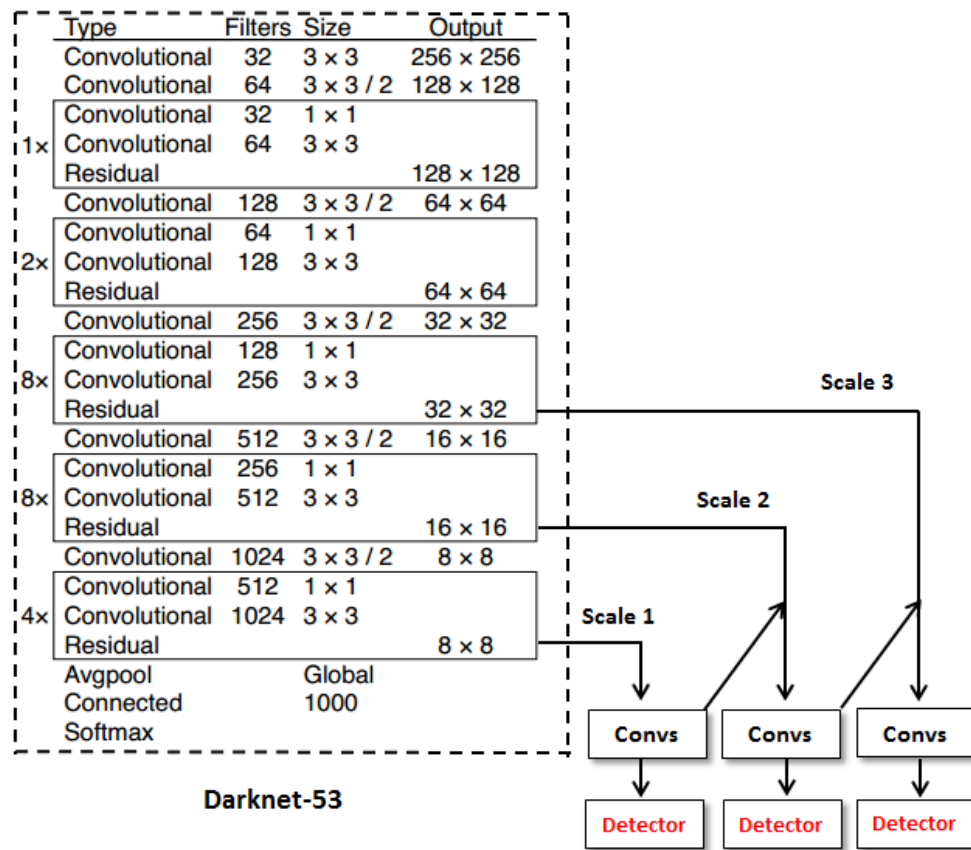 Type Filters Size Output
Convolutional 32 3 × 3 256 × 256
Convolutional 64 3 × 3 / 2 128 × 128
Convolutional 32 1 × 1
1× Convolutional 64 3 × 3
Residual 128 × 128
Convolutional 128 3 × 3 / 2 64 × 64
Convolutional 64 1 × 1
2× Convolutional 128 3 × 3
Residual 64 × 64
Convolutional 256 3 × 3 / 2 32 × 32
Convolutional 128 1 × 1
8× Convolutional 256 3 × 3
Residual 32 × 32
Convolutional 512 3 × 3 / 2 16 × 16
Convolutional 256 1 × 1
8× Convolutional 512 3 × 3
Residual 16 × 16
Convolutional 1024 3 × 3 / 2 8 × 8
Convolutional 512 1 × 1
4× Convolutional 1024 3 × 3
Residual 8 × 8
Avgpool Global
Connected 1000
Softmax
Darknet-53
Scale 3
Scale 2
Scale 1
Convs Convs Convs
Detector Detector Detector